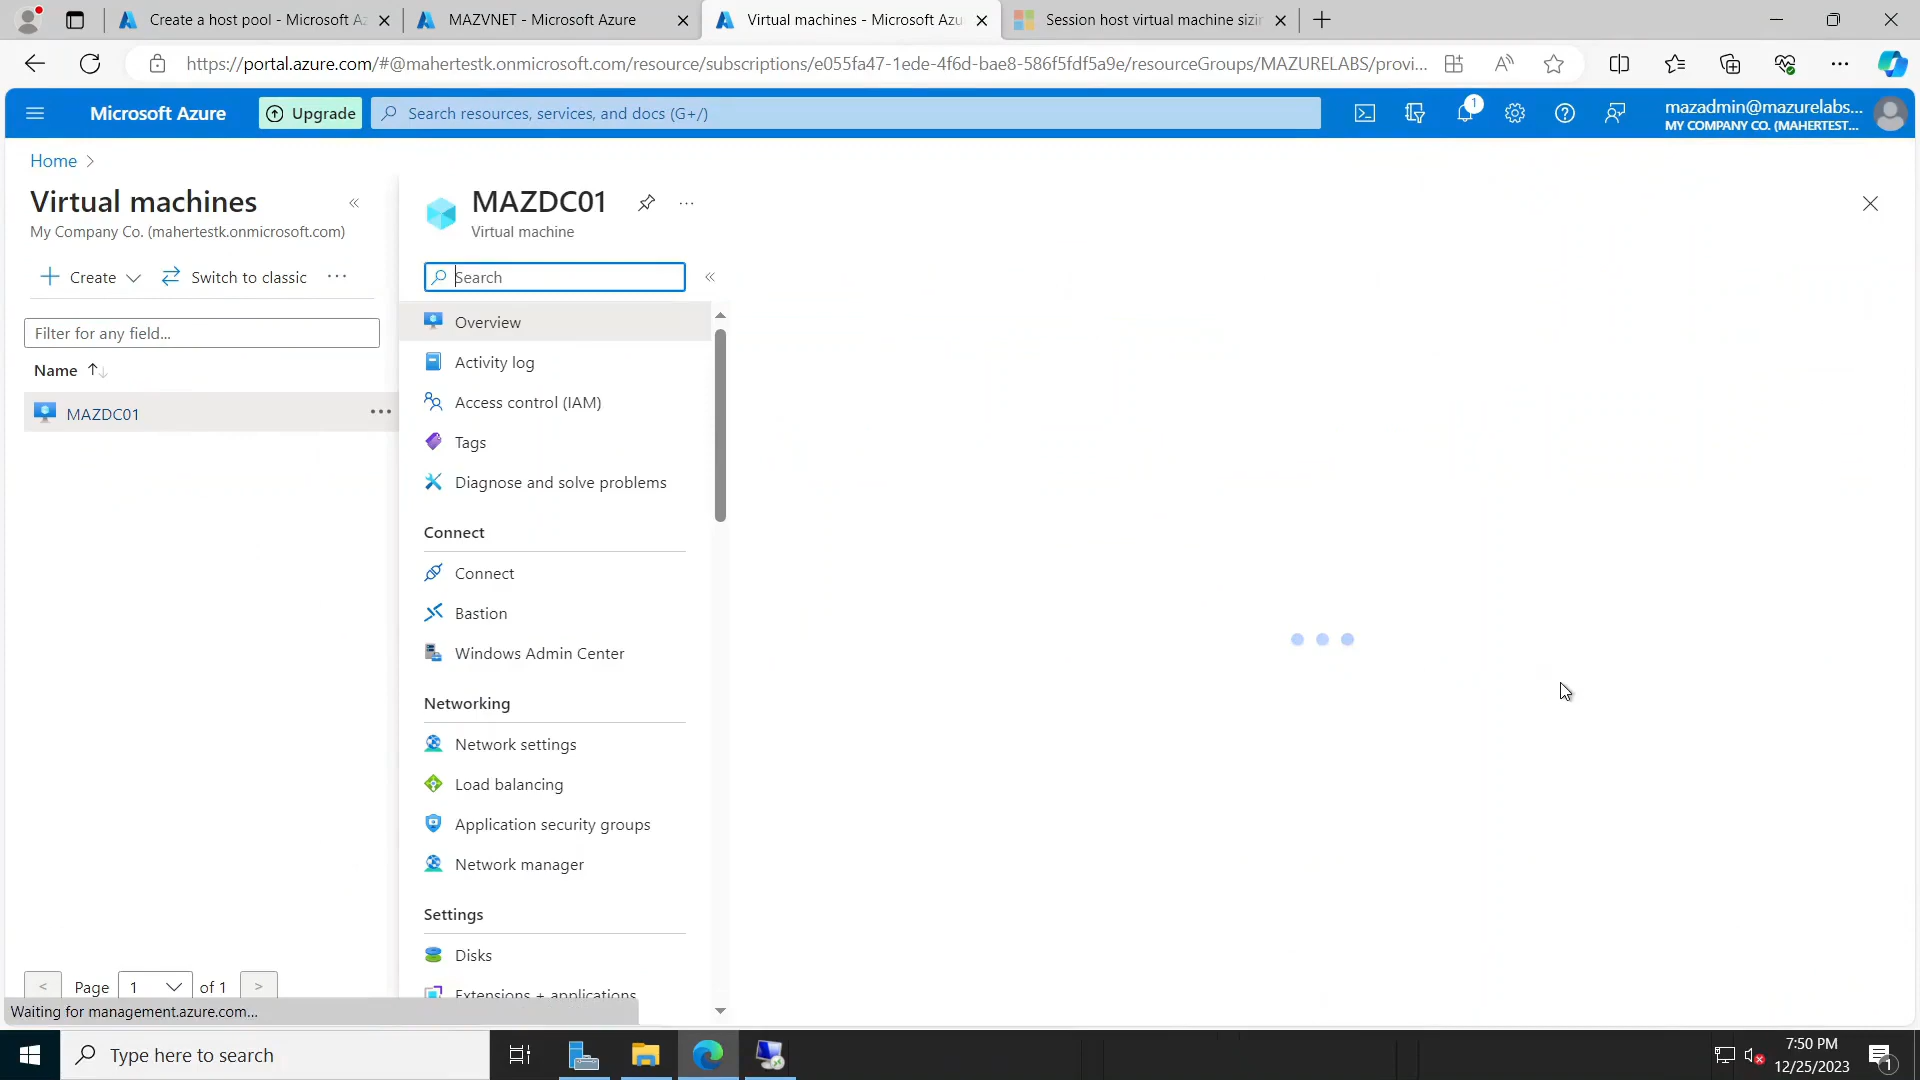 Create a host pool - Microsoft Az
MAZVNET - Microsoft Azure
Virtual machines - Microsoft Azu
Session host virtual machine sizin
https://portal.azure.com/#@mahertestk.onmicrosoft.com/resource/subscriptions/e055fa47-1ede-4f6d-bae8-586f5fdf5a9e/resourceGroups/MAZURELABS/provi...
Microsoft Azure
Upgrade
Search resources, services, and docs (G+/)
1
mazadmin@mazurelabs...
MY COMPANY CO. (MAHERTEST...
Home >
Virtual machines
My Company Co. (mahertestk.onmicrosoft.com)
+ Create
Switch to classic
...
Filter for any field...
Name
MAZDC01
...
< Page 1 of 1 >
MAZDC01
...
Virtual machine
Search
Overview
Activity log
Access control (IAM)
Tags
Diagnose and solve problems
Connect
Connect
Bastion
Windows Admin Center
Networking
Network settings
Load balancing
Application security groups
Network manager
Settings
Disks
Extensions + applications
Waiting for management.azure.com...
Type here to search
7:50 PM
12/25/2023
1